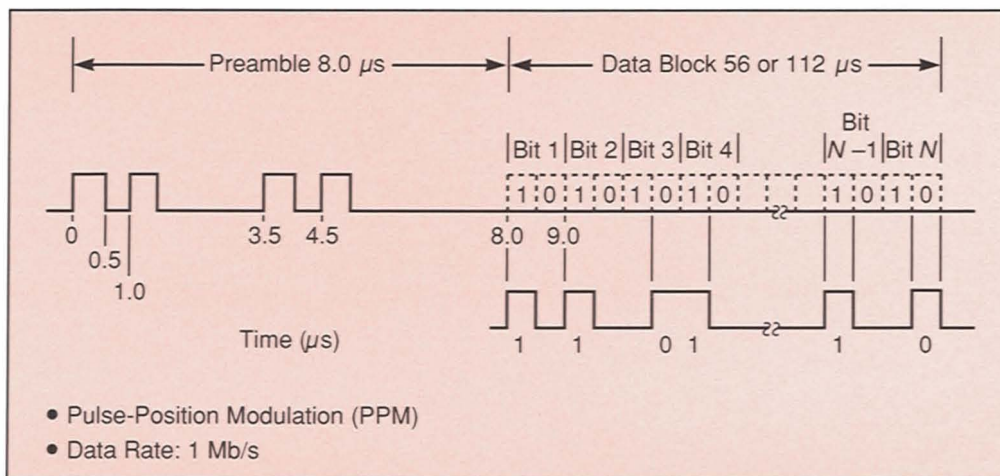 Preamble 8.0 µs Data Block 56 or 112 µs
Bit
Bit 1 Bit 2 Bit 3 Bit 4 N –1 Bit N
1 0 1 0 1 0 1 0 1 0 1 0
0 3.5 4.5 8.0 9.0
0.5
1.0
Time (µs) 1 1 0 1 1 0
• Pulse-Position Modulation (PPM)
• Data Rate: 1 Mb/s